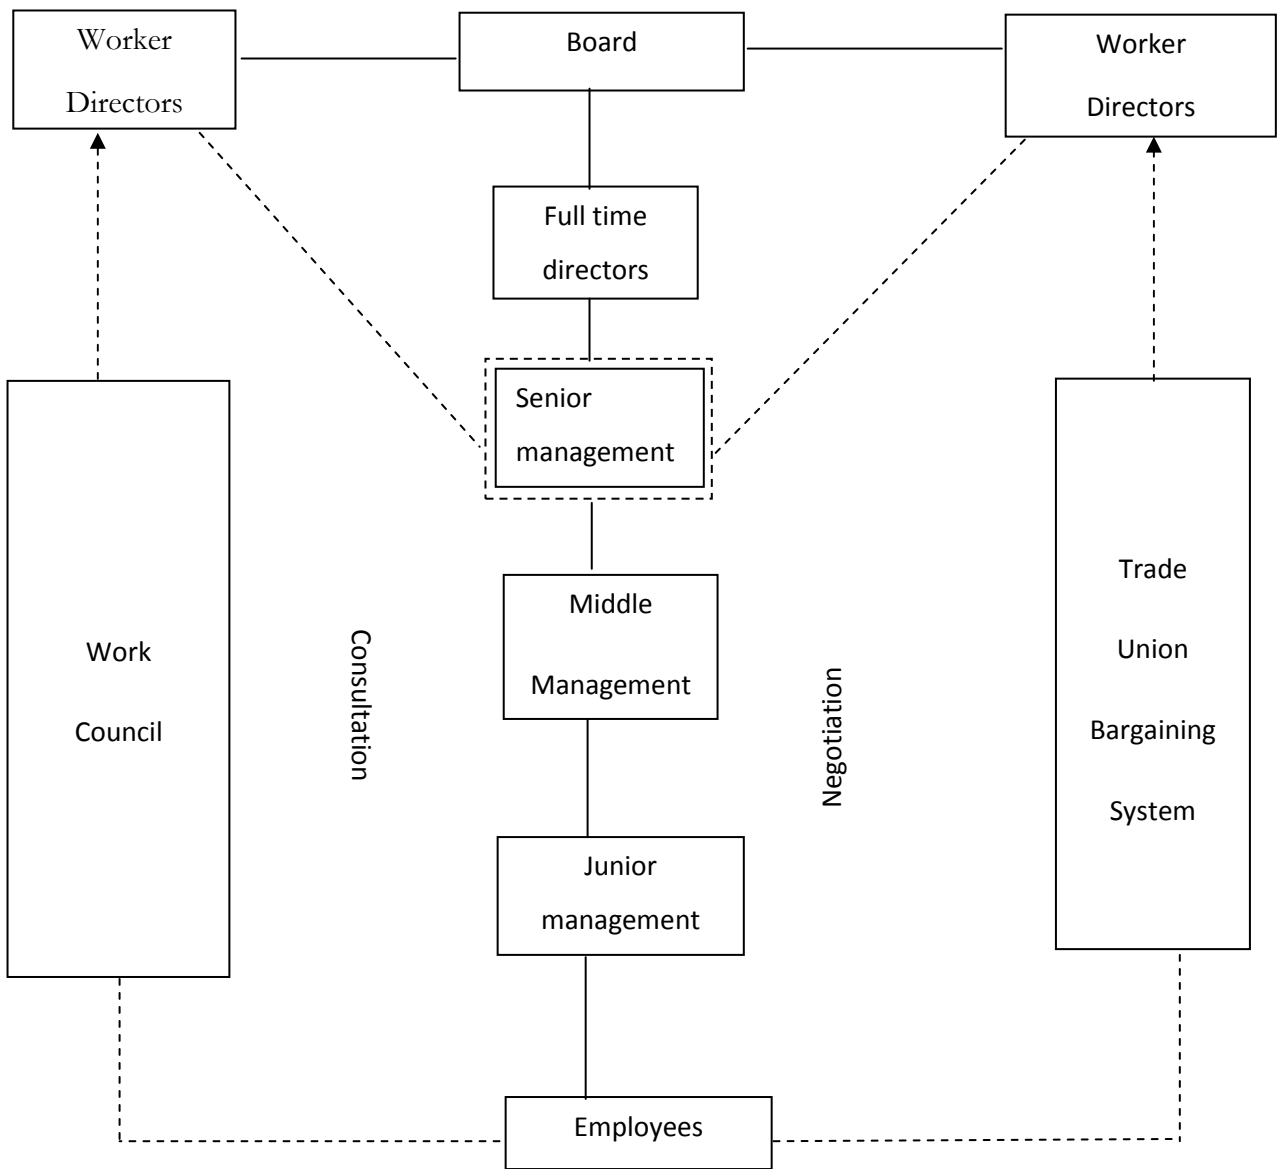 Worker
Directors
Board
Worker
Directors
Full time
directors
Senior
management
Work
Council
Consultation
Middle
Management
Negotiation
Trade
Union
Bargaining
System
Junior
management
Employees